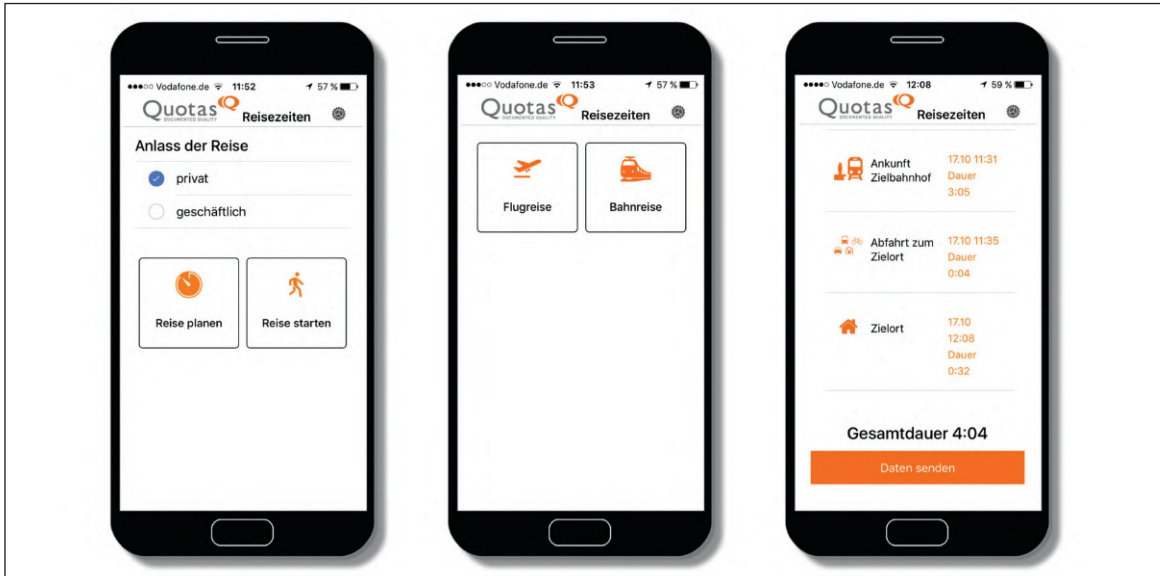 Vodafone.de 11:52 57 %
Quotas
DOCUMENTED QUALITY
Reisezeiten
Anlass der Reise
privat
geschäftlich
Reise planen
Reise starten
Vodafone.de 11:53 57 %
Quotas
DOCUMENTED QUALITY
Reisezeiten
Flugreise
Bahnreise
Vodafone.de 12:08 59 %
Quotas
DOCUMENTED QUALITY
Reisezeiten
Ankunft
Zielbahnhof
17.10 11:31
Dauer
3:05
Abfahrt zum
Zielort
17.10 11:35
Dauer
0:04
Zielort
17.10
12:08
Dauer
0:32
Gesamtdauer 4:04
Daten senden